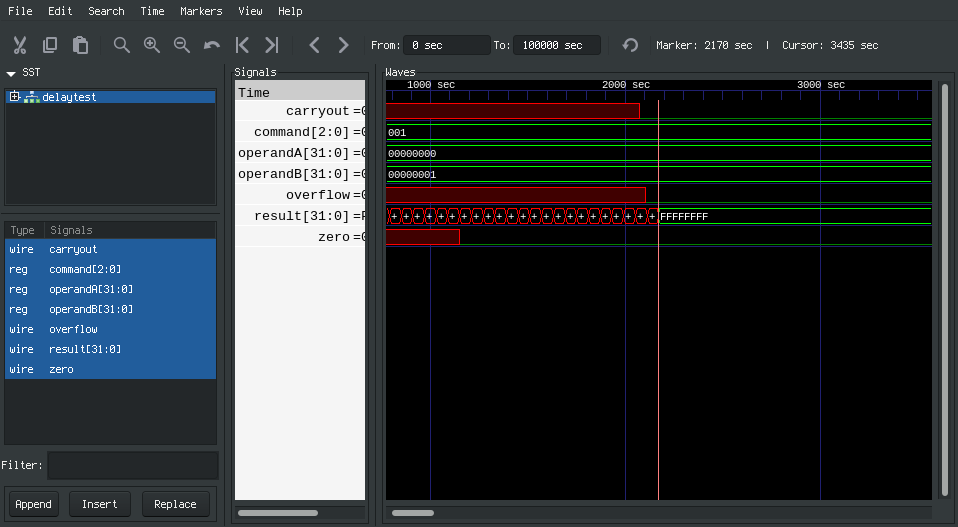 File Edit Search Time Markers View Help
From: 0 sec To: 100000 sec Marker: 2170 sec | Cursor: 3435 sec
SST
delaytest
Type Signals
wire carryout
reg command[2:0]
reg operandA[31:0]
reg operandB[31:0]
wire overflow
wire result[31:0]
wire zero
Filter:
Append Insert Replace
Signals
Time
carryout =0
command[2:0] =0
operandA[31:0] =0
operandB[31:0] =0
overflow =0
result[31:0] =F
zero =0
Waves
1000 sec 2000 sec 3000 sec
001
00000000
00000001
+ + + + + + + + + + + + + + + + + + + + + + + FFFFFFFF